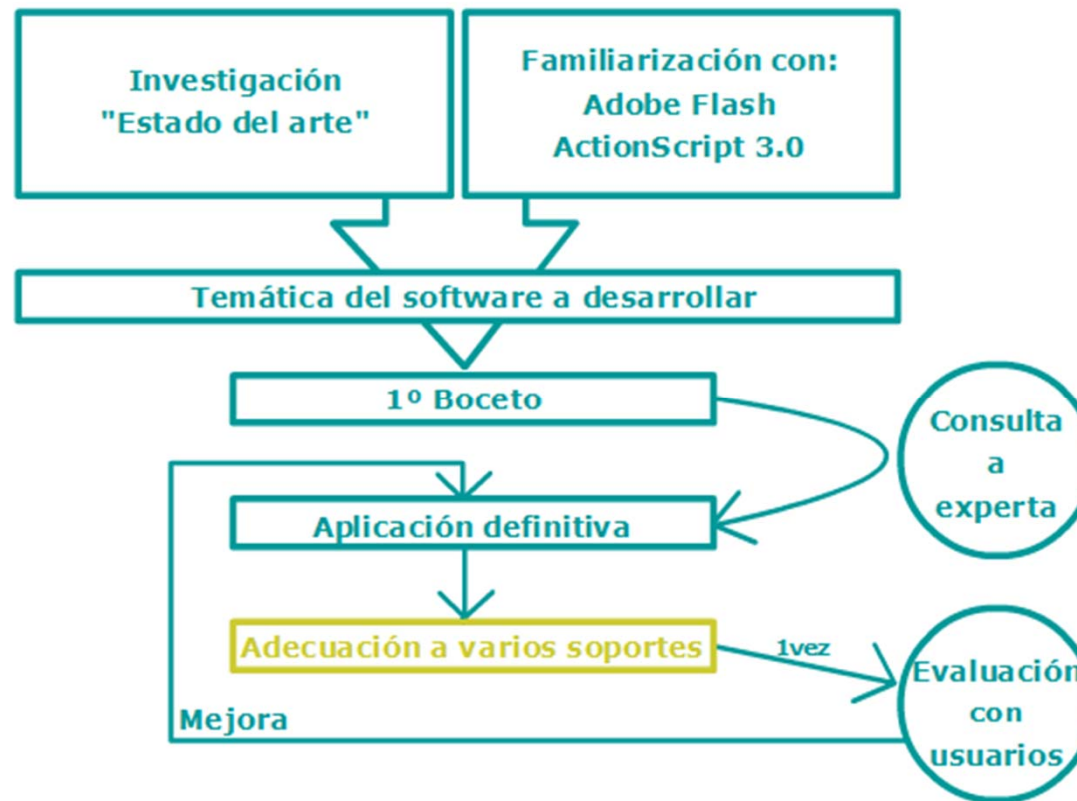 Investigación
"Estado del arte"
Familiarización con:
Adobe Flash
ActionScript 3.0
Temática del software a desarrollar
1º Boceto
Consulta
a
experta
Aplicación definitiva
Adecuación a varios soportes
1vez
Evaluación
con
usuarios
Mejora